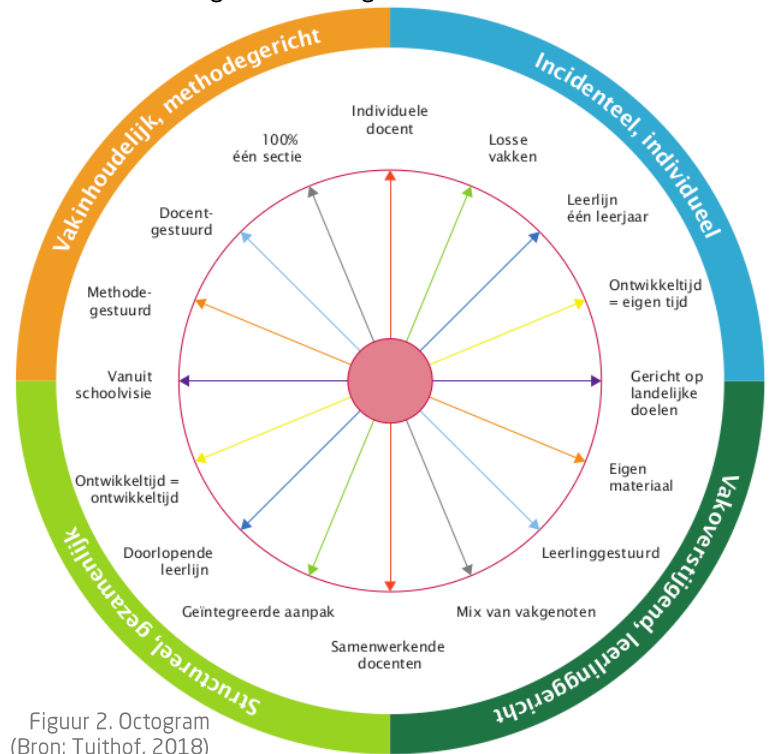 Vakinhoudelijk, methodegericht
Incidenteel, individueel
Individuele
docent
100%
één sectie
Losse
vakken
Docent-
gestuurd
Leerlijn
één leerjaar
Methode-
gestuurd
Ontwikkeltijd
= eigen tijd
Vanuit
schoolvisie
Gericht op
landelijke
doelen
Ontwikkeltijd =
ontwikkeltijd
Eigen
materiaal
Doorlopende
leerlijn
Leerlinggestuurd
Geïntegreerde aanpak
Mix van vakgenoten
Samenwerkende
docenten
Structureel, gezamenlijk
Vakoverstijgend, leerlinggericht
Figuur 2. Octogram
(Bron: Tuithof, 2018)